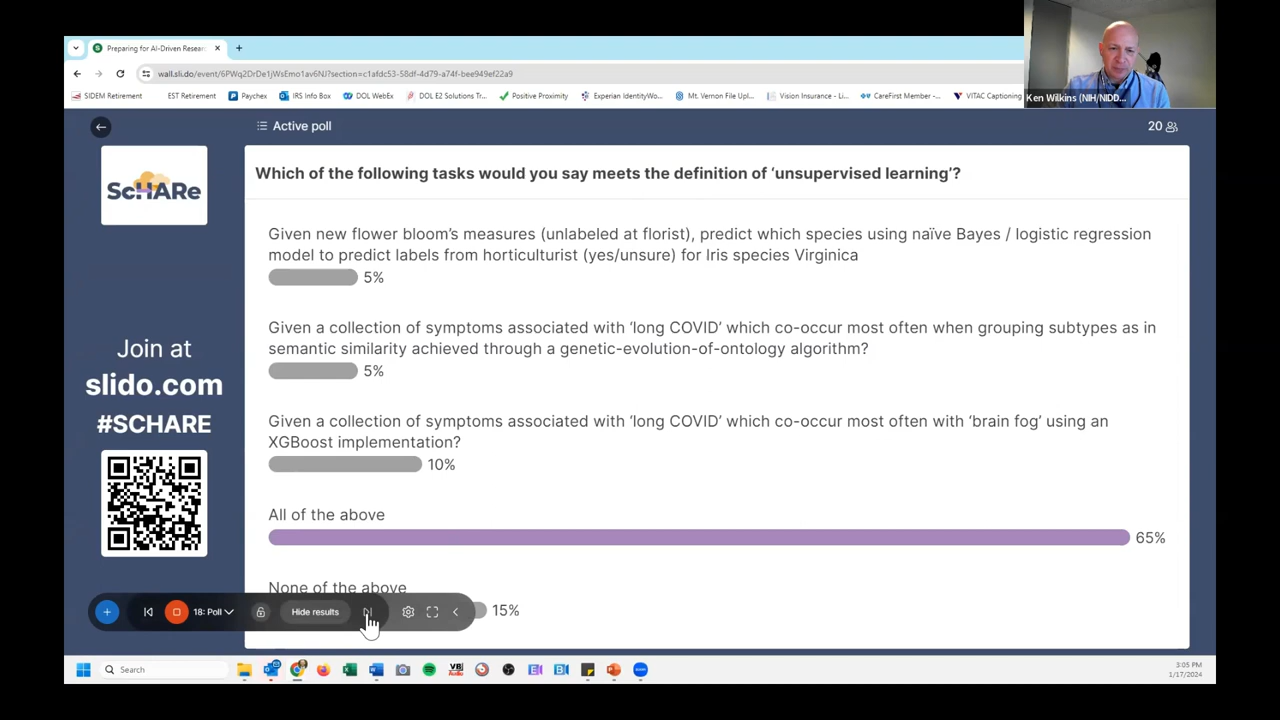 Preparing for AI-Driven Resear
wall.sli.do/event/6PWq2DrDe1jWsEmo1av6NJ?section=c1afdc53-58df-4d79-a74f-bee949ef22a9
SIDEM Retirement EST Retirement Paychex IRS Info Box DOL WebEx DOL E2 Solutions Tr... Positive Proximity Experian IdentityWo... Mt. Vernon File Upl... Vision Insurance - Li... CareFirst Member -... VITAC Captioning
Ken Wilkins (NIH/NIDD...
Active poll
20
ScHARe
Join at
slido.com
#SCHARE
Which of the following tasks would you say meets the definition of ‘unsupervised learning’?
Given new flower bloom’s measures (unlabeled at florist), predict which species using naïve Bayes / logistic regression
model to predict labels from horticulturist (yes/unsure) for Iris species Virginica
5%
Given a collection of symptoms associated with ‘long COVID’ which co-occur most often when grouping subtypes as in
semantic similarity achieved through a genetic-evolution-of-ontology algorithm?
5%
Given a collection of symptoms associated with ‘long COVID’ which co-occur most often with ‘brain fog’ using an
XGBoost implementation?
10%
All of the above
65%
None of the above
15%
18: Poll
Hide results
Search
VB
Audio
3:05 PM
1/17/2024